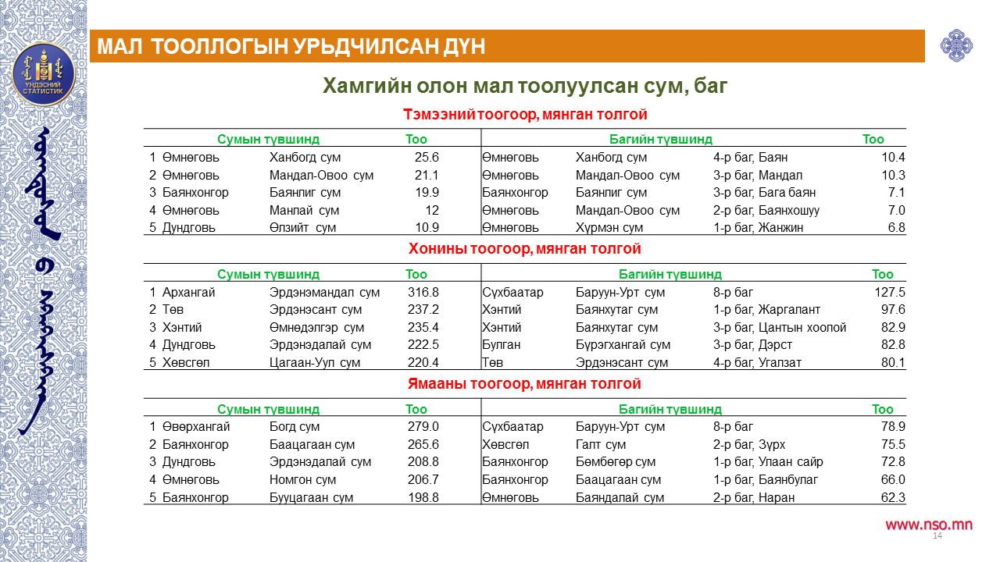 МАЛ ТООЛЛОГЫН УРЬДЧИЛСАН ДҮН
ҮНДЭСНИЙ
СТАТИСТИК
Хамгийн олон мал тоолуулсан сум, баг
Тэмээний тоогоор, мянган толгой
Сумын түвшинд Тоо Багийн түвшинд Тоо
1 Өмнөговь Ханбогд сум 25.6 Өмнөговь Ханбогд сум 4-р баг, Баян 10.4
2 Өмнөговь Мандал-Овоо сум 21.1 Өмнөговь Мандал-Овоо сум 3-р баг, Мандал 10.3
3 Баянхонгор Баянлиг сум 19.9 Баянхонгор Баянлиг сум 3-р баг, Бага баян 7.1
4 Өмнөговь Манлай сум 12 Өмнөговь Мандал-Овоо сум 2-р баг, Баянхошуу 7.0
5 Дундговь Өлзийт сум 10.9 Өмнөговь Хүрмэн сум 1-р баг, Жанжин 6.8
Хонины тоогоор, мянган толгой
Сумын түвшинд Тоо Багийн түвшинд Тоо
1 Архангай Эрдэнэмандал сум 316.8 Сүхбаатар Баруун-Урт сум 8-р баг 127.5
2 Төв Эрдэнэсант сум 237.2 Хэнтий Баянхутаг сум 1-р баг, Жаргалант 97.6
3 Хэнтий Өмнөдэлгэр сум 235.4 Хэнтий Баянхутаг сум 3-р баг, Цантын хоолой 82.9
4 Дундговь Эрдэнэдалай сум 222.5 Булган Бүрэгхангай сум 3-р баг, Дэрст 82.8
5 Хөвсгөл Цагаан-Уул сум 220.4 Төв Эрдэнэсант сум 4-р баг, Угалзат 80.1
Ямааны тоогоор, мянган толгой
Сумын түвшинд Тоо Багийн түвшинд Тоо
1 Өвөрхангай Богд сум 279.0 Сүхбаатар Баруун-Урт сум 8-р баг 78.9
2 Баянхонгор Баацагаан сум 265.6 Хөвсгөл Галт сум 2-р баг, Зүрх 75.5
3 Дундговь Эрдэнэдалай сум 208.8 Баянхонгор Бөмбөгөр сум 1-р баг, Улаан сайр 72.8
4 Өмнөговь Номгон сум 206.7 Баянхонгор Баацагаан сум 1-р баг, Баянбулаг 66.0
5 Баянхонгор Бууцагаан сум 198.8 Өмнөговь Баяндалай сум 2-р баг, Наран 62.3
www.nso.mn
14